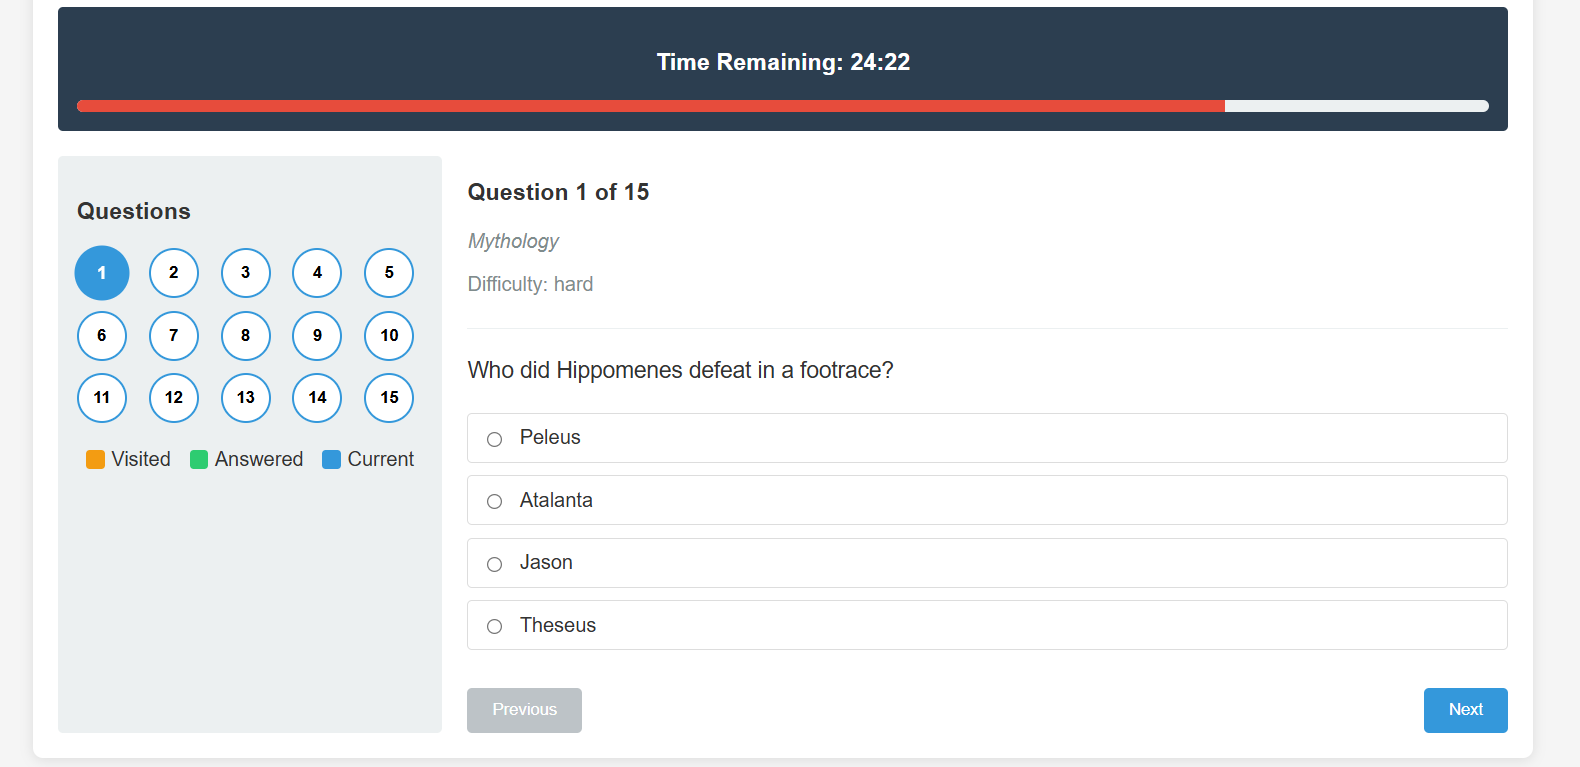 Time Remaining: 24:22
Questions
1 2 3 4 5
6 7 8 9 10
11 12 13 14 15
Visited Answered Current
Question 1 of 15
Mythology
Difficulty: hard
Who did Hippomenes defeat in a footrace?
Peleus
Atalanta
Jason
Theseus
Previous Next